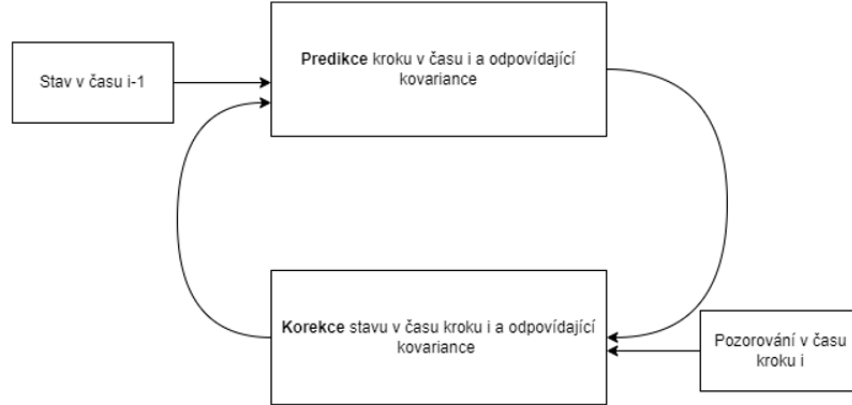 Predikce kroku v času i a odpovídající
kovariance
Stav v času i-1
Korekce stavu v času kroku i a odpovídající
kovariance
Pozorování v času
kroku i